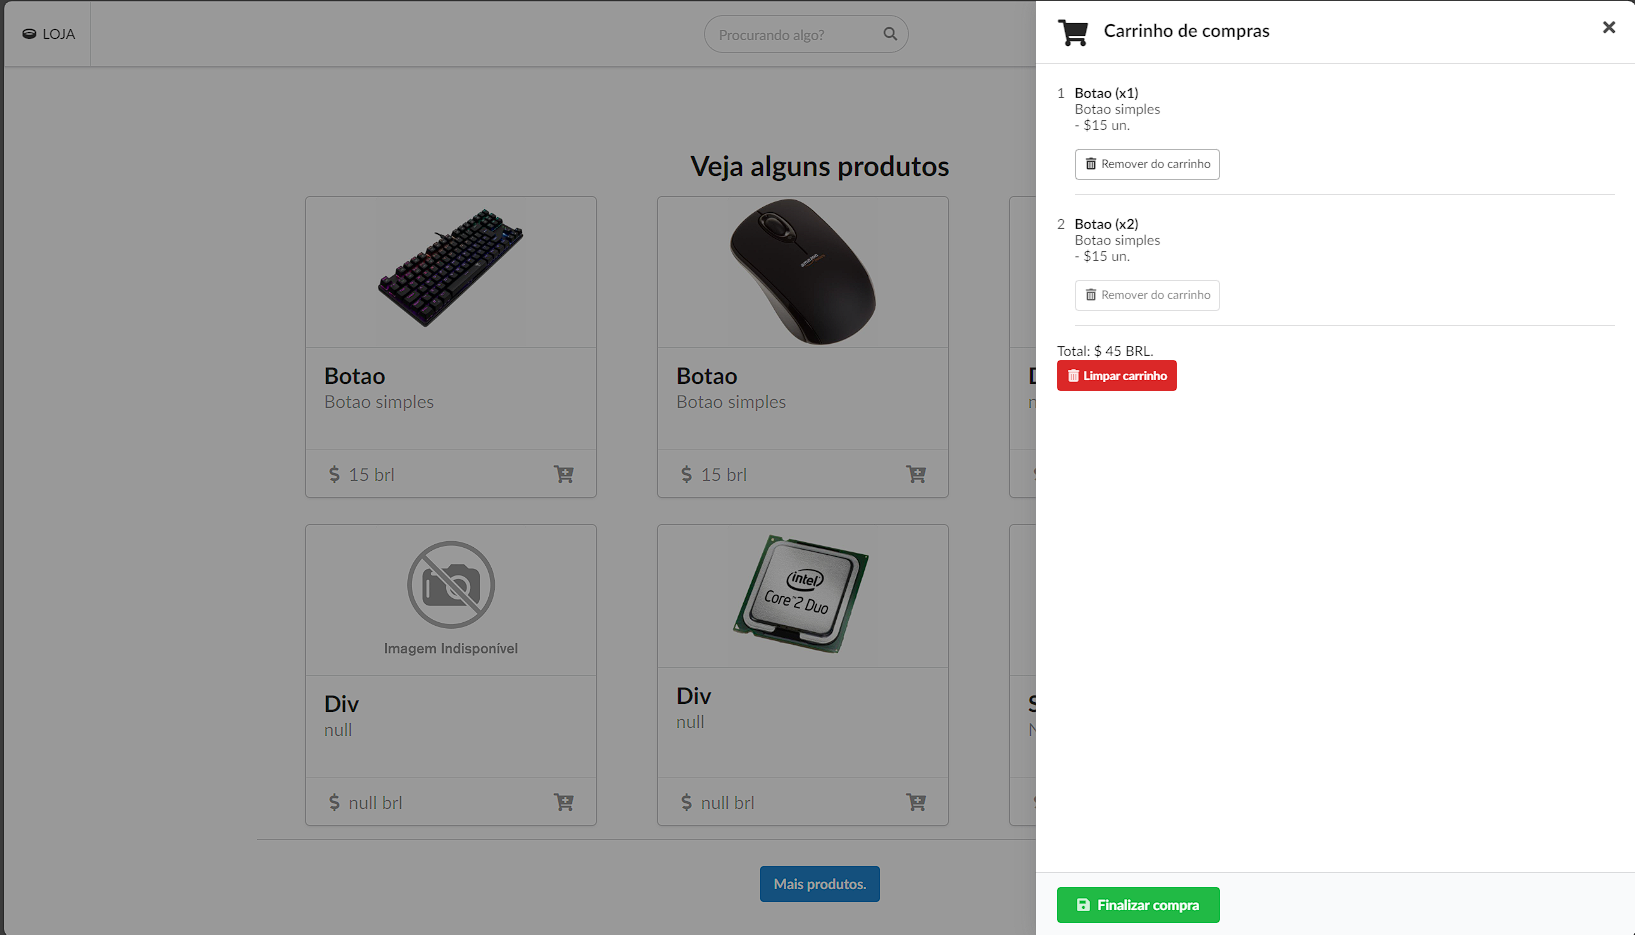 LOJA
Procurando algo?
Veja alguns produtos
Botao
Botao simples
$ 15 brl
Botao
Botao simples
$ 15 brl
Imagem Indisponível
Div
null
$ null brl
intel
Core™2 Duo
Div
null
$ null brl
Mais produtos.
Carrinho de compras
1 Botao (x1)
Botao simples
- $15 un.
Remover do carrinho
2 Botao (x2)
Botao simples
- $15 un.
Remover do carrinho
Total: $ 45 BRL.
Limpar carrinho
Finalizar compra